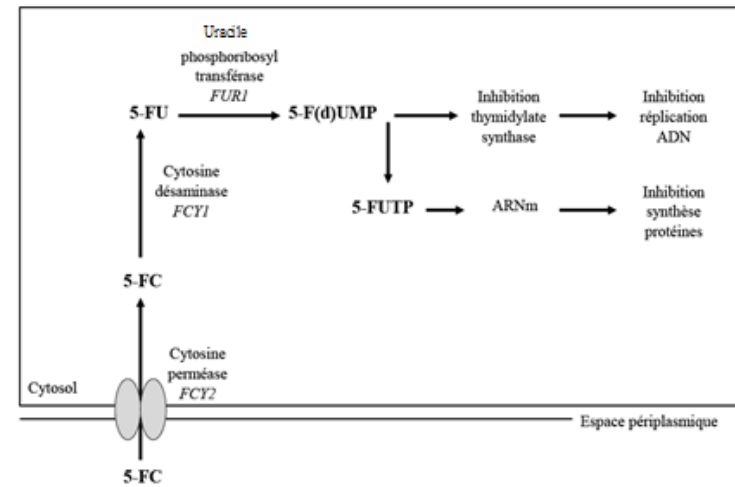 Uracile
phosphoribosyl
transférase
FUR1
5-FU
5-F(d)UMP
Inhibition
thymidylate
synthase
Inhibition
réplication
ADN
Cytosine
désaminase
FCY1
5-FUTP
ARNm
Inhibition
synthèse
protéines
5-FC
Cytosine
perméase
FCY2
Cytosol
Espace périplasmique
5-FC